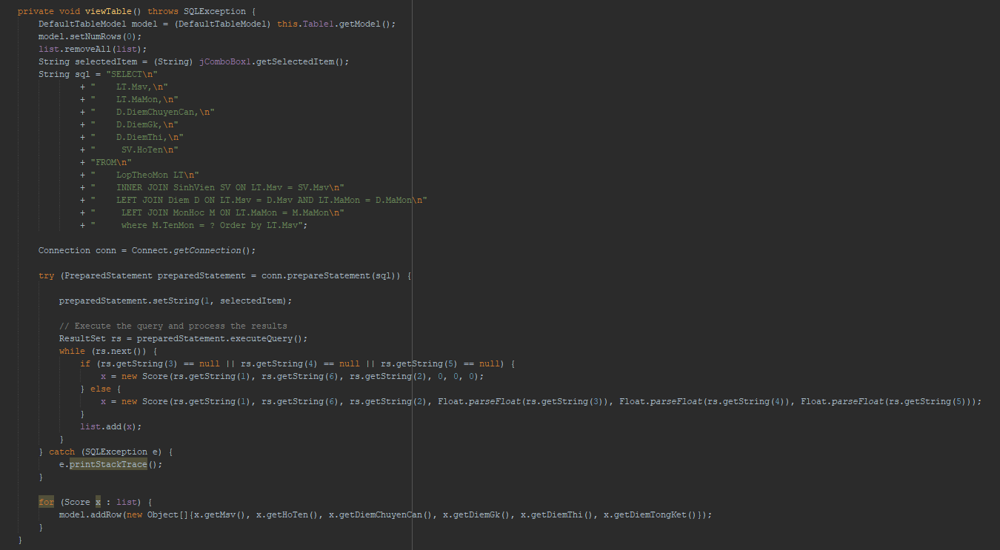 private void viewTable() throws SQLException {
    DefaultTableModel model = (DefaultTableModel) this.Table1.getModel();
    model.setNumRows(0);
    list.removeAll(list);
    String selectedItem = (String) jComboBox1.getSelectedItem();
    String sql = "SELECT\n"
            + "    LT.Msv,\n"
            + "    LT.MaMon,\n"
            + "    D.DiemChuyenCan,\n"
            + "    D.DiemGk,\n"
            + "    D.DiemThi,\n"
            + "     SV.HoTen\n"
            + "FROM\n"
            + "    LopTheoMon LT\n"
            + "    INNER JOIN SinhVien SV ON LT.Msv = SV.Msv\n"
            + "    LEFT JOIN Diem D ON LT.Msv = D.Msv AND LT.MaMon = D.MaMon\n"
            + "     LEFT JOIN MonHoc M ON LT.MaMon = M.MaMon\n"
            + "     where M.TenMon = ? Order by LT.Msv";

    Connection conn = Connect.getConnection();

    try (PreparedStatement preparedStatement = conn.prepareStatement(sql)) {

        preparedStatement.setString(1, selectedItem);

        // Execute the query and process the results
        ResultSet rs = preparedStatement.executeQuery();
        while (rs.next()) {
            if (rs.getString(3) == null || rs.getString(4) == null || rs.getString(5) == null) {
                x = new Score(rs.getString(1), rs.getString(6), rs.getString(2), 0, 0, 0);
            } else {
                x = new Score(rs.getString(1), rs.getString(6), rs.getString(2), Float.parseFloat(rs.getString(3)), Float.parseFloat(rs.getString(4)), Float.parseFloat(rs.getString(5)));
            }
            list.add(x);
        }
    } catch (SQLException e) {
        e.printStackTrace();
    }

    for (Score x : list) {
        model.addRow(new Object[]{x.getMsv(), x.getHoTen(), x.getDiemChuyenCan(), x.getDiemGk(), x.getDiemThi(), x.getDiemTongKet()});
    }
}